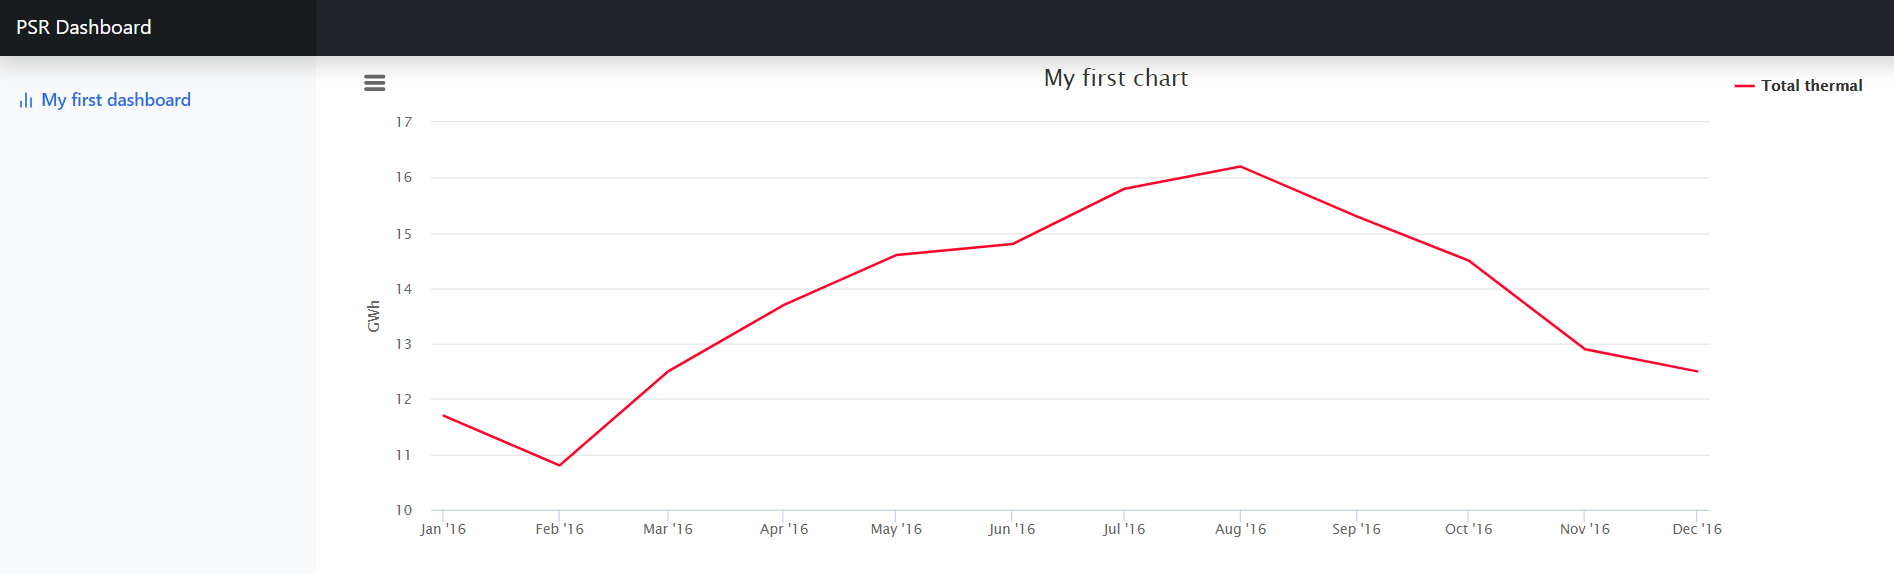 PSR Dashboard
My first dashboard
My first chart
Total thermal
17
16
15
14
13
12
11
10
GWh
Jan '16
Feb '16
Mar '16
Apr '16
May '16
Jun '16
Jul '16
Aug '16
Sep '16
Oct '16
Nov '16
Dec '16